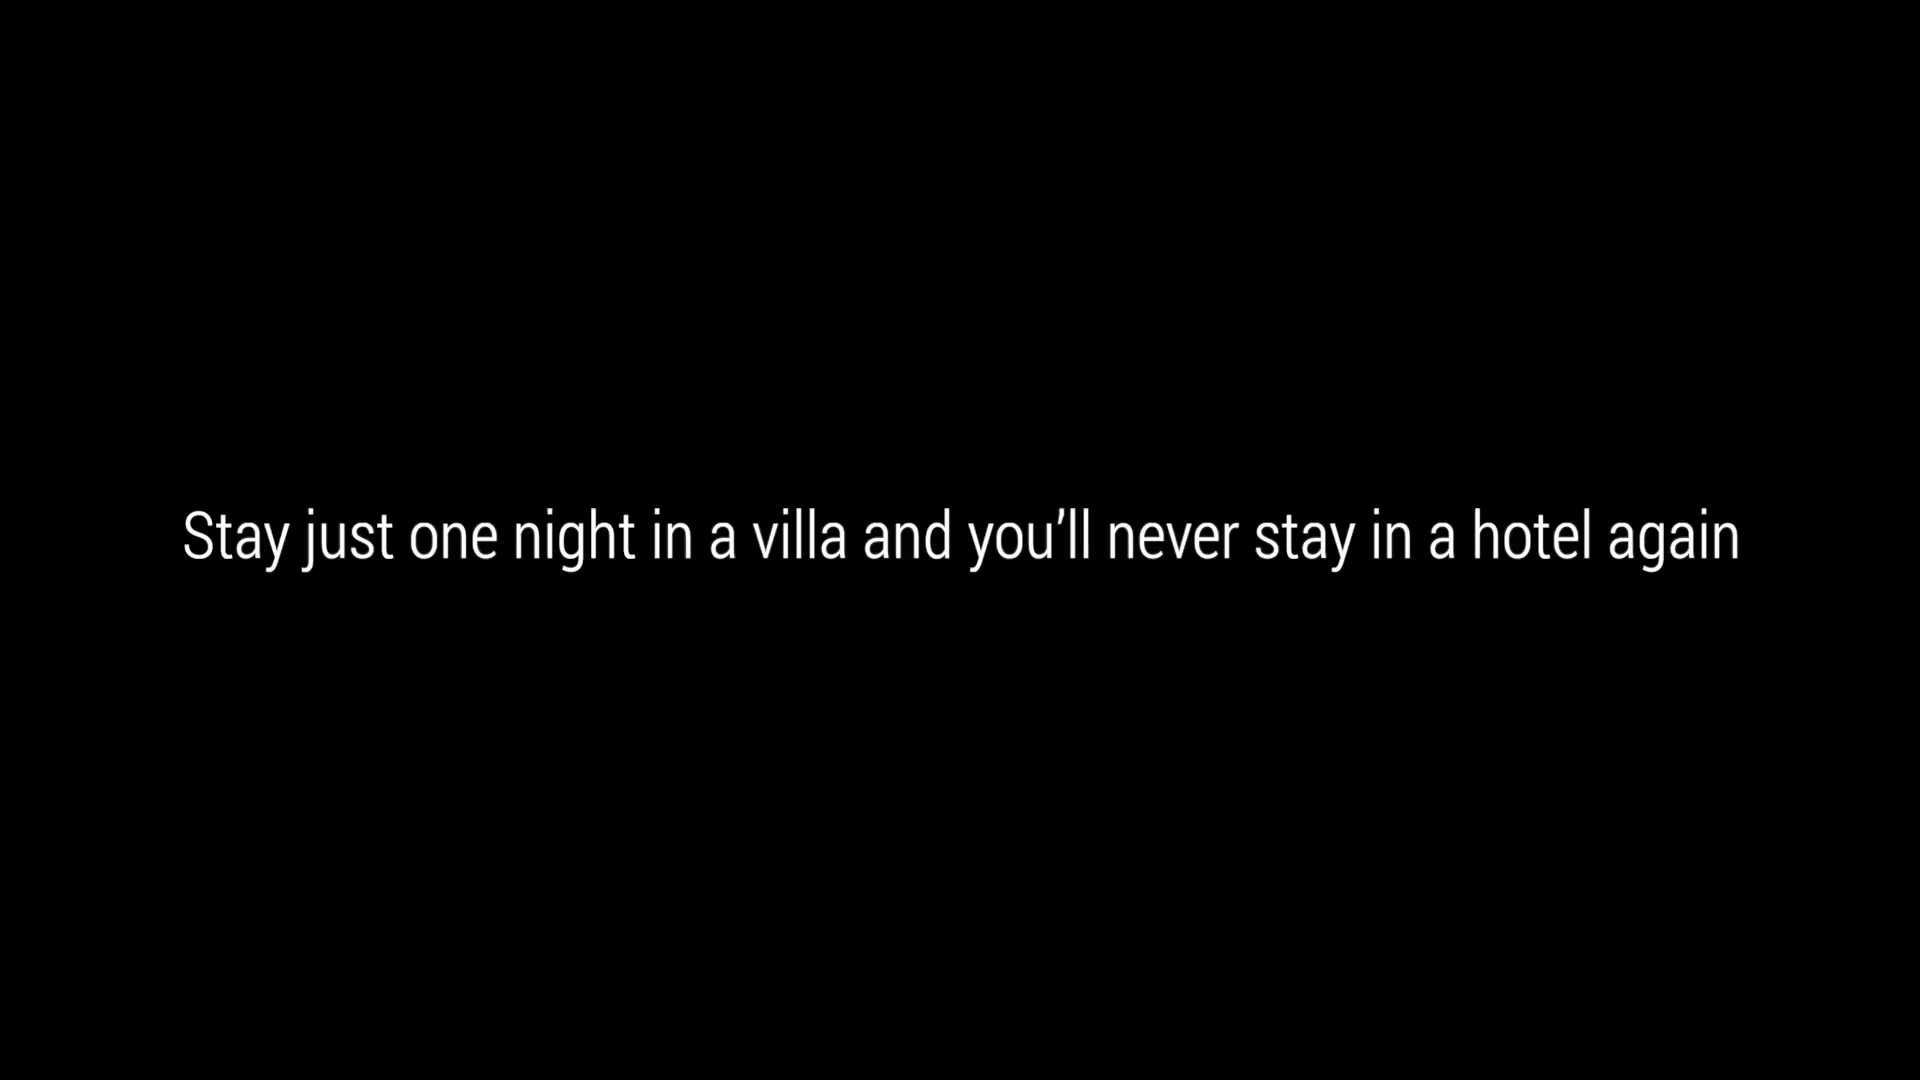 Stay just one night in a villa and you’ll never stay in a hotel again